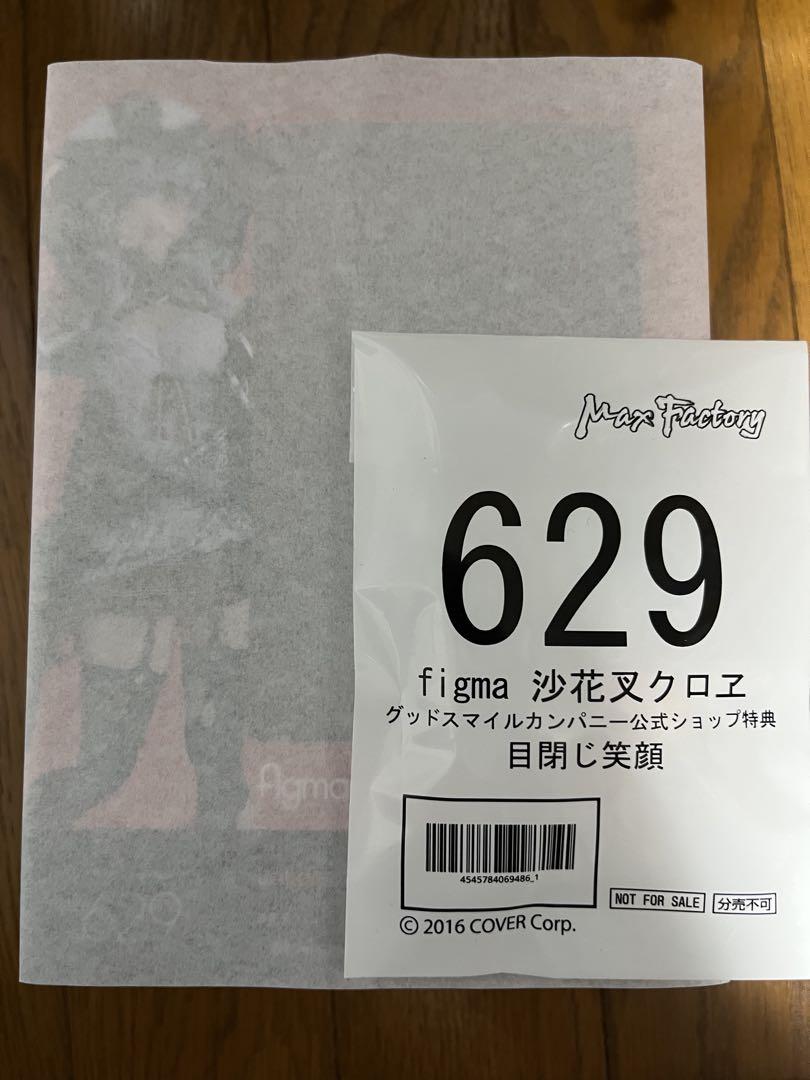 Max Factory
629
figma 沙花叉クロヱ
グッドスマイルカンパニー公式ショップ特典
目閉じ笑顔
4545784069486_1
NOT FOR SALE 分売不可
© 2016 COVER Corp.
figma